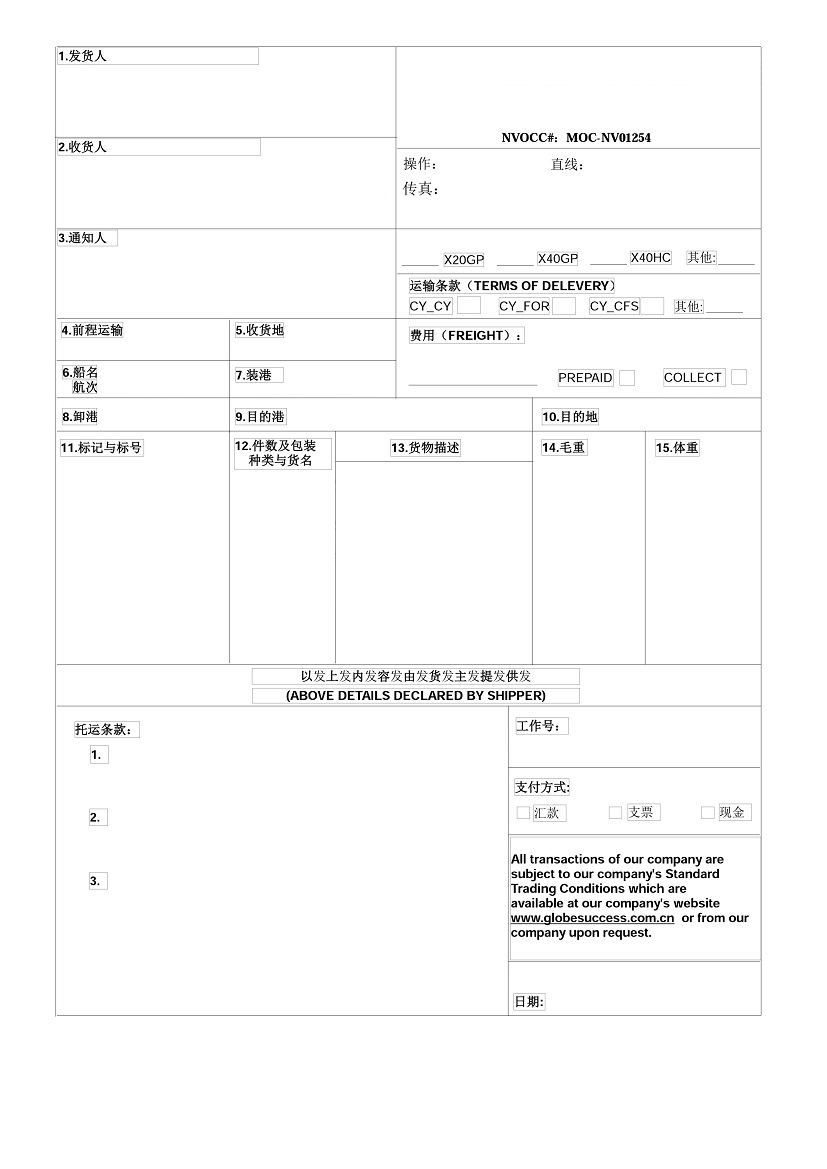 1.发货人
NVOCC#: MOC-NV01254
2.收货人
操作: 直线:
传真:
3.通知人
_____ X20GP _____ X40GP _____ X40HC 其他:_____
运输条款（TERMS OF DELEVERY）
CY_CY CY_FOR CY_CFS 其他:_____
4.前程运输 5.收货地
费用（FREIGHT）:
6.船名
航次
7.装港
PREPAID COLLECT
8.卸港 9.目的港 10.目的地
11.标记与标号 12.件数及包装
种类与货名
13.货物描述 14.毛重 15.体重
以发上发内发容发由发货发主发提发供发
(ABOVE DETAILS DECLARED BY SHIPPER)
托运条款:
1.
2.
3.
工作号:
支付方式:
汇款 支票 现金
All transactions of our company are
subject to our company's Standard
Trading Conditions which are
available at our company's website
www.globesuccess.com.cn or from our
company upon request.
日期: